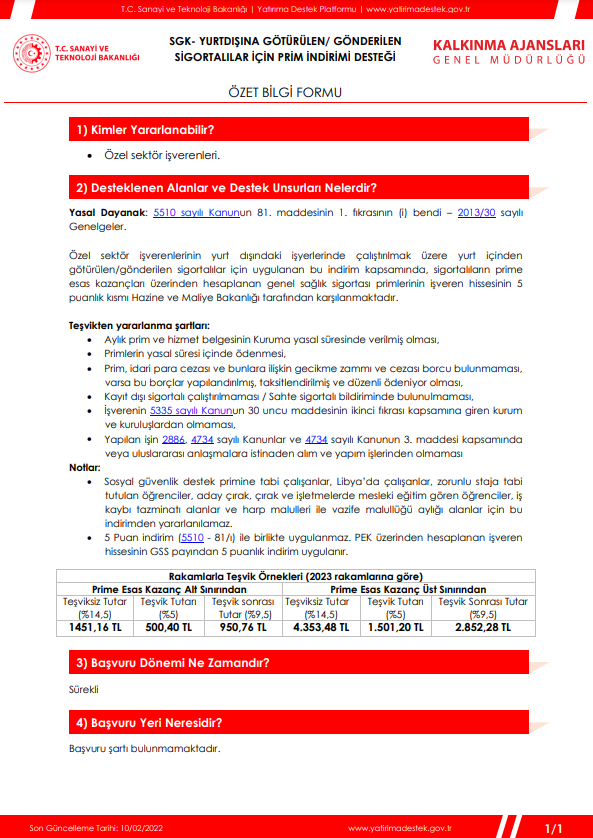 T.C. Sanayi ve Teknoloji Bakanlığı | Yatırıma Destek Platformu | www.yatirimadestek.gov.tr
T.C. SANAYİ VE
TEKNOLOJİ BAKANLIĞI
SGK- YURTDIŞINA GÖTÜRÜLEN/ GÖNDERİLEN
SİGORTALILAR İÇİN PRİM İNDİRİMİ DESTEĞİ
KALKINMA AJANSLARI
GENEL MÜDÜRLÜĞÜ
ÖZET BİLGİ FORMU
1) Kimler Yararlanabilir?
• Özel sektör işverenleri.
2) Desteklenen Alanlar ve Destek Unsurları Nelerdir?
Yasal Dayanak: 5510 sayılı Kanunun 81. maddesinin 1. fıkrasının (i) bendi – 2013/30 sayılı
Genelgeler.
Özel sektör işverenlerinin yurt dışındaki işyerlerinde çalıştırılmak üzere yurt içinden
götürülen/gönderilen sigortalılar için uygulanan bu indirim kapsamında, sigortalıların prime
esas kazançları üzerinden hesaplanan genel sağlık sigortası primlerinin işveren hissesinin 5
puanlık kısmı Hazine ve Maliye Bakanlığı tarafından karşılanmaktadır.
Teşvikten yararlanma şartları:
• Aylık prim ve hizmet belgesinin Kuruma yasal süresinde verilmiş olması,
• Primlerin yasal süresi içinde ödenmesi,
• Prim, idari para cezası ve bunlara ilişkin gecikme zammı ve cezası borcu bulunmaması,
varsa bu borçlar yapılandırılmış, taksitlendirilmiş ve düzenli ödeniyor olması,
• Kayıt dışı sigortalı çalıştırılmaması / Sahte sigortalı bildiriminde bulunulmaması,
• İşverenin 5335 sayılı Kanunun 30 uncu maddesinin ikinci fıkrası kapsamına giren kurum
ve kuruluşlardan olmaması,
• Yapılan işin 2886, 4734 sayılı Kanunlar ve 4734 sayılı Kanunun 3. maddesi kapsamında
veya uluslararası anlaşmalara istinaden alım ve yapım işlerinden olmaması
Notlar:
• Sosyal güvenlik destek primine tabi çalışanlar, Libya'da çalışanlar, zorunlu staja tabi
tutulan öğrenciler, aday çırak, çırak ve işletmelerde mesleki eğitim gören öğrenciler, iş
kaybı tazminatı alanlar ve harp malulleri ile vazife malullüğü aylığı alanlar için bu
indirimden yararlanılamaz.
• 5 Puan indirim (5510 - 81/ı) ile birlikte uygulanmaz. PEK üzerinden hesaplanan işveren
hissesinin GSS payından 5 puanlık indirim uygulanır.
Rakamlarla Teşvik Örnekleri (2023 rakamlarına göre)
Prime Esas Kazanç Alt Sınırından Prime Esas Kazanç Üst Sınırından
Teşviksiz Tutar Teşvik Tutarı Teşvik sonrası Teşviksiz Tutar Teşvik Tutarı Teşvik Sonrası Tutar
(%14,5) (%5) Tutar (%9,5) (%14,5) (%5) (%9,5)
1451,16 TL 500,40 TL 950,76 TL 4.353,48 TL 1.501,20 TL 2.852,28 TL
3) Başvuru Dönemi Ne Zamandır?
Sürekli
4) Başvuru Yeri Neresidir?
Başvuru şartı bulunmamaktadır.
Son Güncelleme Tarihi: 10/02/2022 www.yatirimadestek.gov.tr 1/1